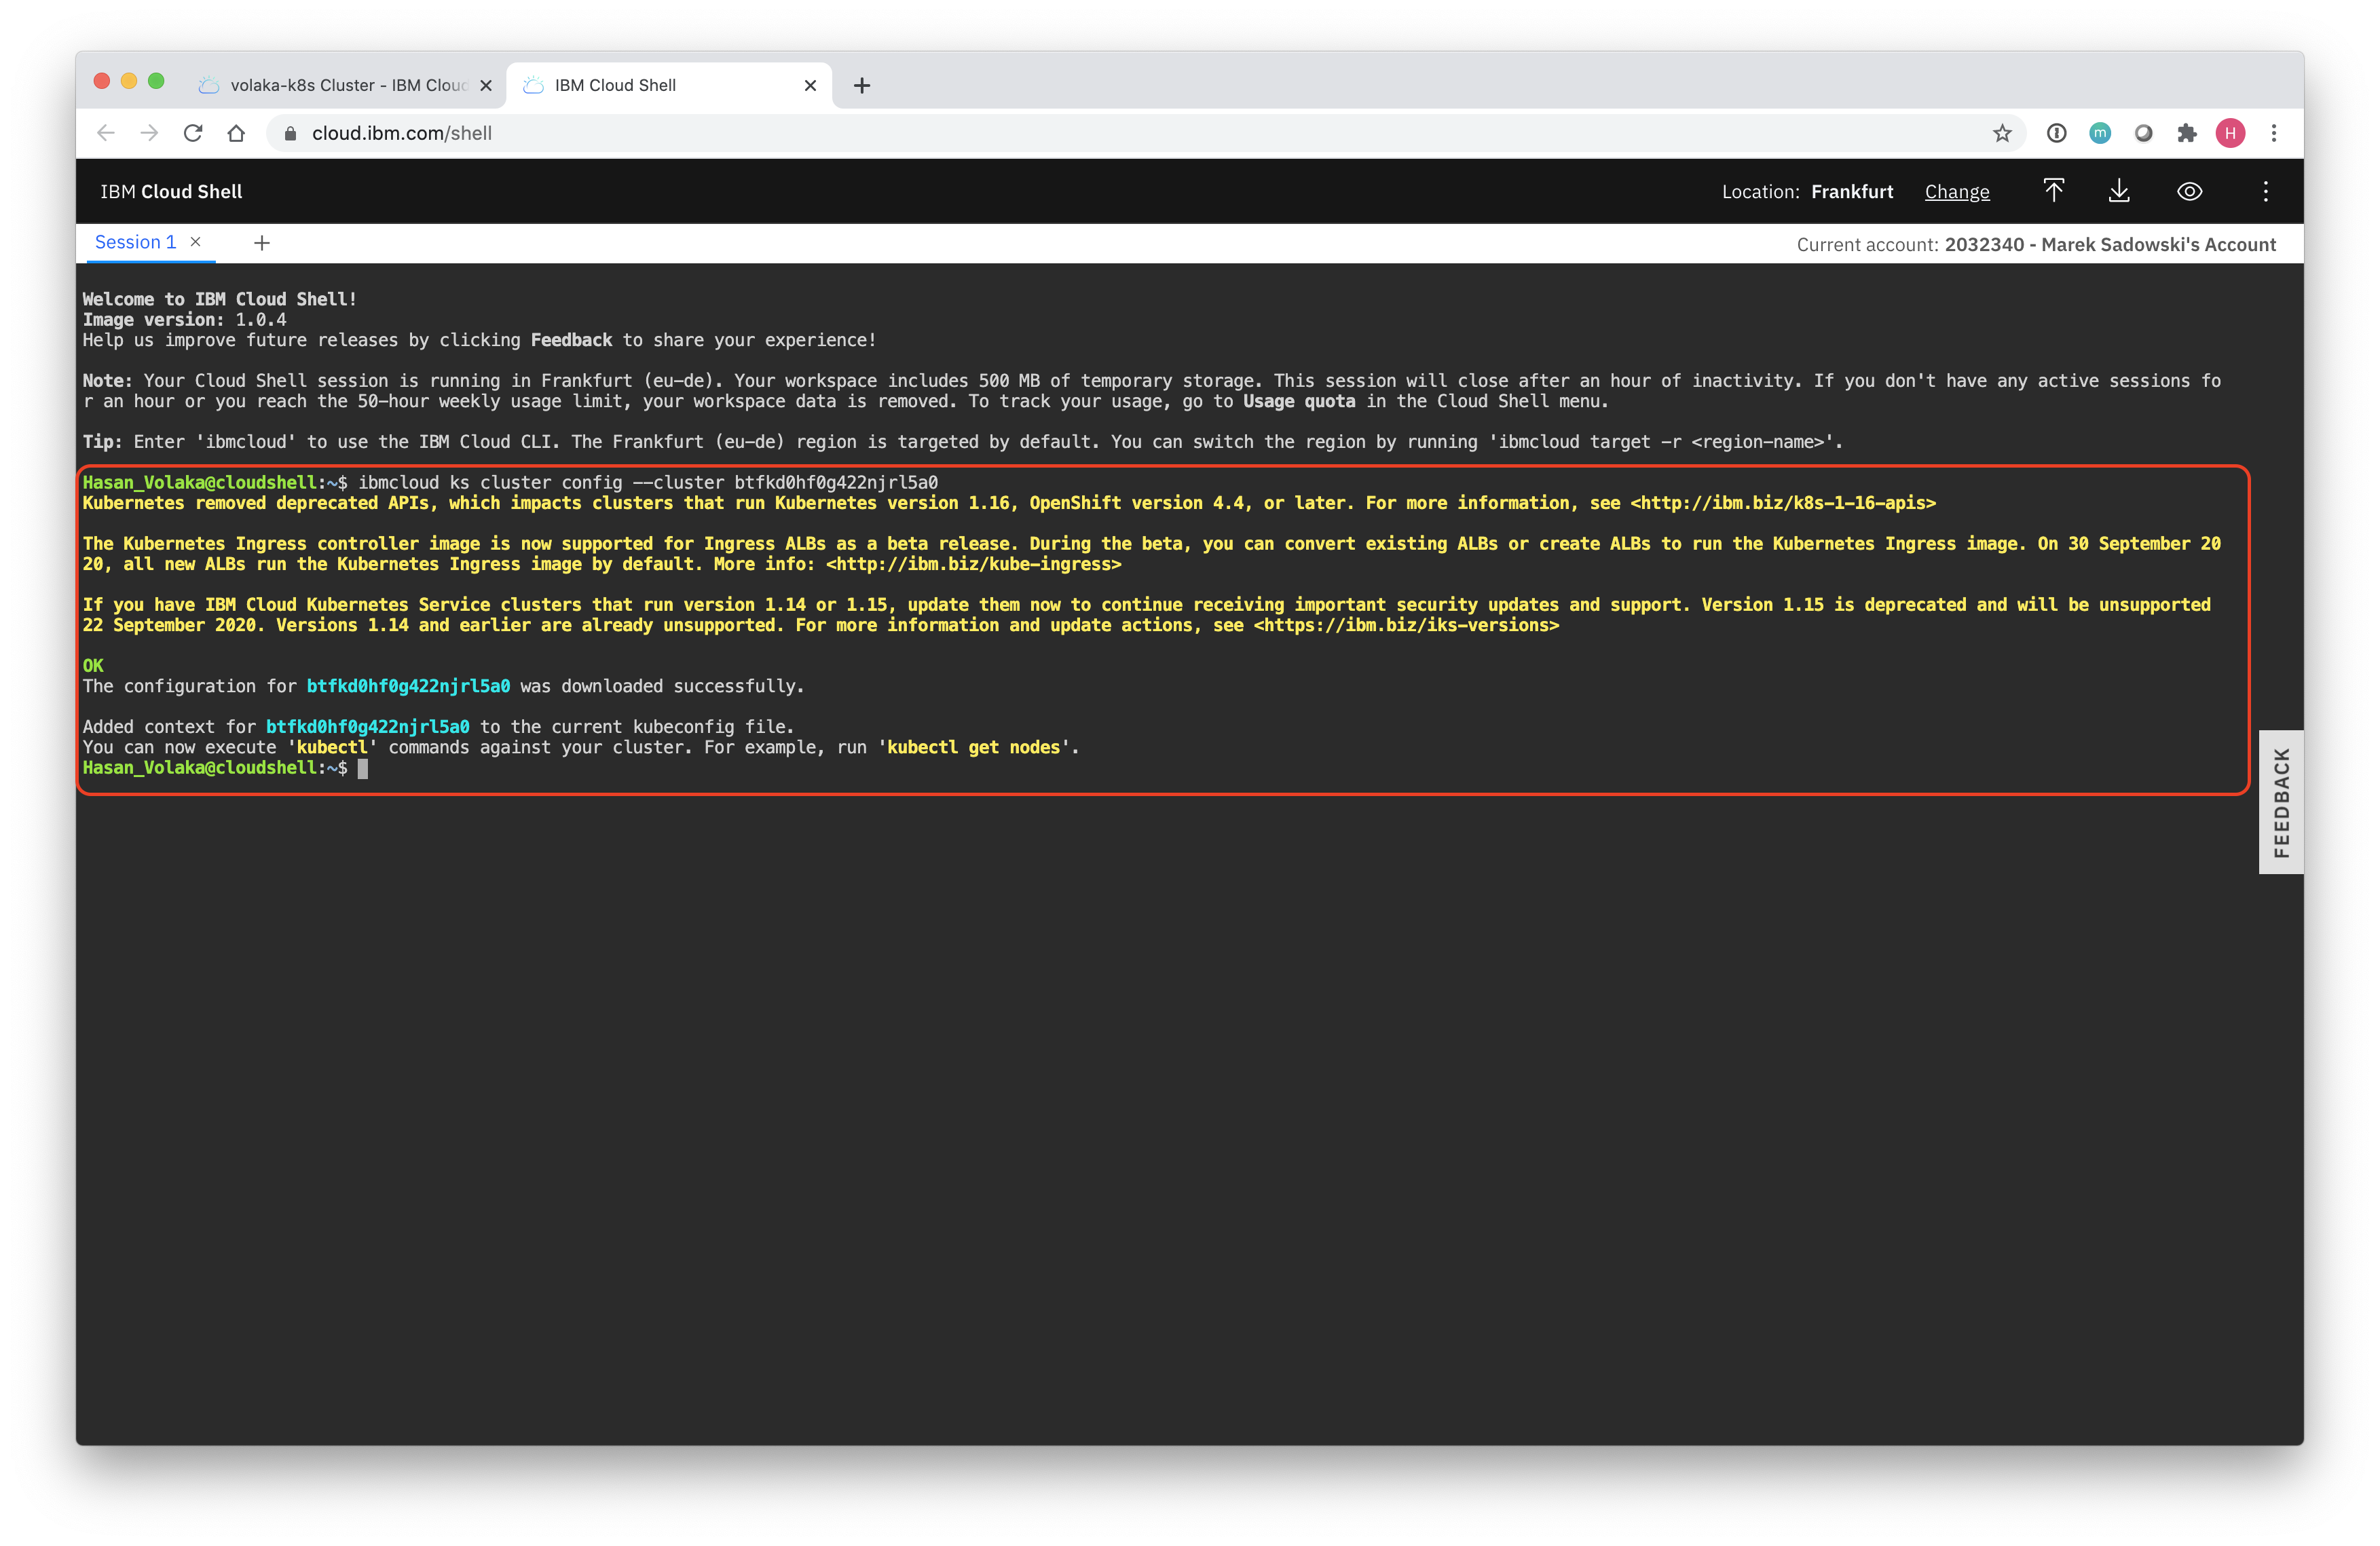 volaka-k8s Cluster - IBM Cloud
IBM Cloud Shell
cloud.ibm.com/shell
m
H
IBM Cloud Shell
Location: Frankfurt Change
Session 1
Current account: 2032340 - Marek Sadowski's Account
Welcome to IBM Cloud Shell!
Image version: 1.0.4
Help us improve future releases by clicking Feedback to share your experience!
Note: Your Cloud Shell session is running in Frankfurt (eu-de). Your workspace includes 500 MB of temporary storage. This session will close after an hour of inactivity. If you don't have any active sessions fo
r an hour or you reach the 50-hour weekly usage limit, your workspace data is removed. To track your usage, go to Usage quota in the Cloud Shell menu.
Tip: Enter 'ibmcloud' to use the IBM Cloud CLI. The Frankfurt (eu-de) region is targeted by default. You can switch the region by running 'ibmcloud target -r <region-name>'.
Hasan_Volaka@cloudshell:~$ ibmcloud ks cluster config --cluster btfkd0hf0g422njrl5a0
Kubernetes removed deprecated APIs, which impacts clusters that run Kubernetes version 1.16, OpenShift version 4.4, or later. For more information, see <http://ibm.biz/k8s-1-16-apis>
The Kubernetes Ingress controller image is now supported for Ingress ALBs as a beta release. During the beta, you can convert existing ALBs or create ALBs to run the Kubernetes Ingress image. On 30 September 20
20, all new ALBs run the Kubernetes Ingress image by default. More info: <http://ibm.biz/kube-ingress>
If you have IBM Cloud Kubernetes Service clusters that run version 1.14 or 1.15, update them now to continue receiving important security updates and support. Version 1.15 is deprecated and will be unsupported
22 September 2020. Versions 1.14 and earlier are already unsupported. For more information and update actions, see <https://ibm.biz/iks-versions>
OK
The configuration for btfkd0hf0g422njrl5a0 was downloaded successfully.
Added context for btfkd0hf0g422njrl5a0 to the current kubeconfig file.
You can now execute 'kubectl' commands against your cluster. For example, run 'kubectl get nodes'.
Hasan_Volaka@cloudshell:~$
FEEDBACK